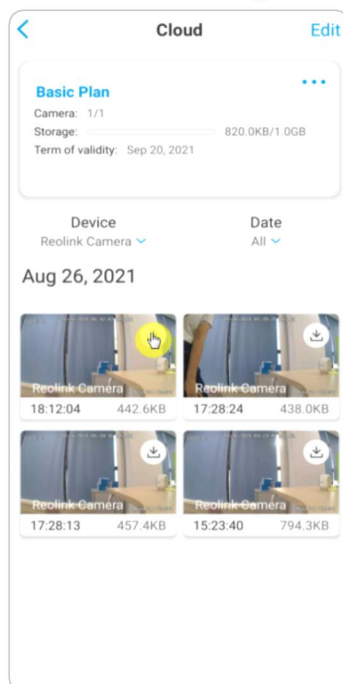 Cloud
Edit
Basic Plan
Camera: 1/1
Storage: 820.0KB/1.0GB
Term of validity: Sep 20, 2021
Device Date
Reolink Camera All
Aug 26, 2021
Reolink Camera Reolink Camera
18:12:04 442.6KB 17:28:24 438.0KB
Reolink Camera Reolink Camera
17:28:13 457.4KB 15:23:40 794.3KB